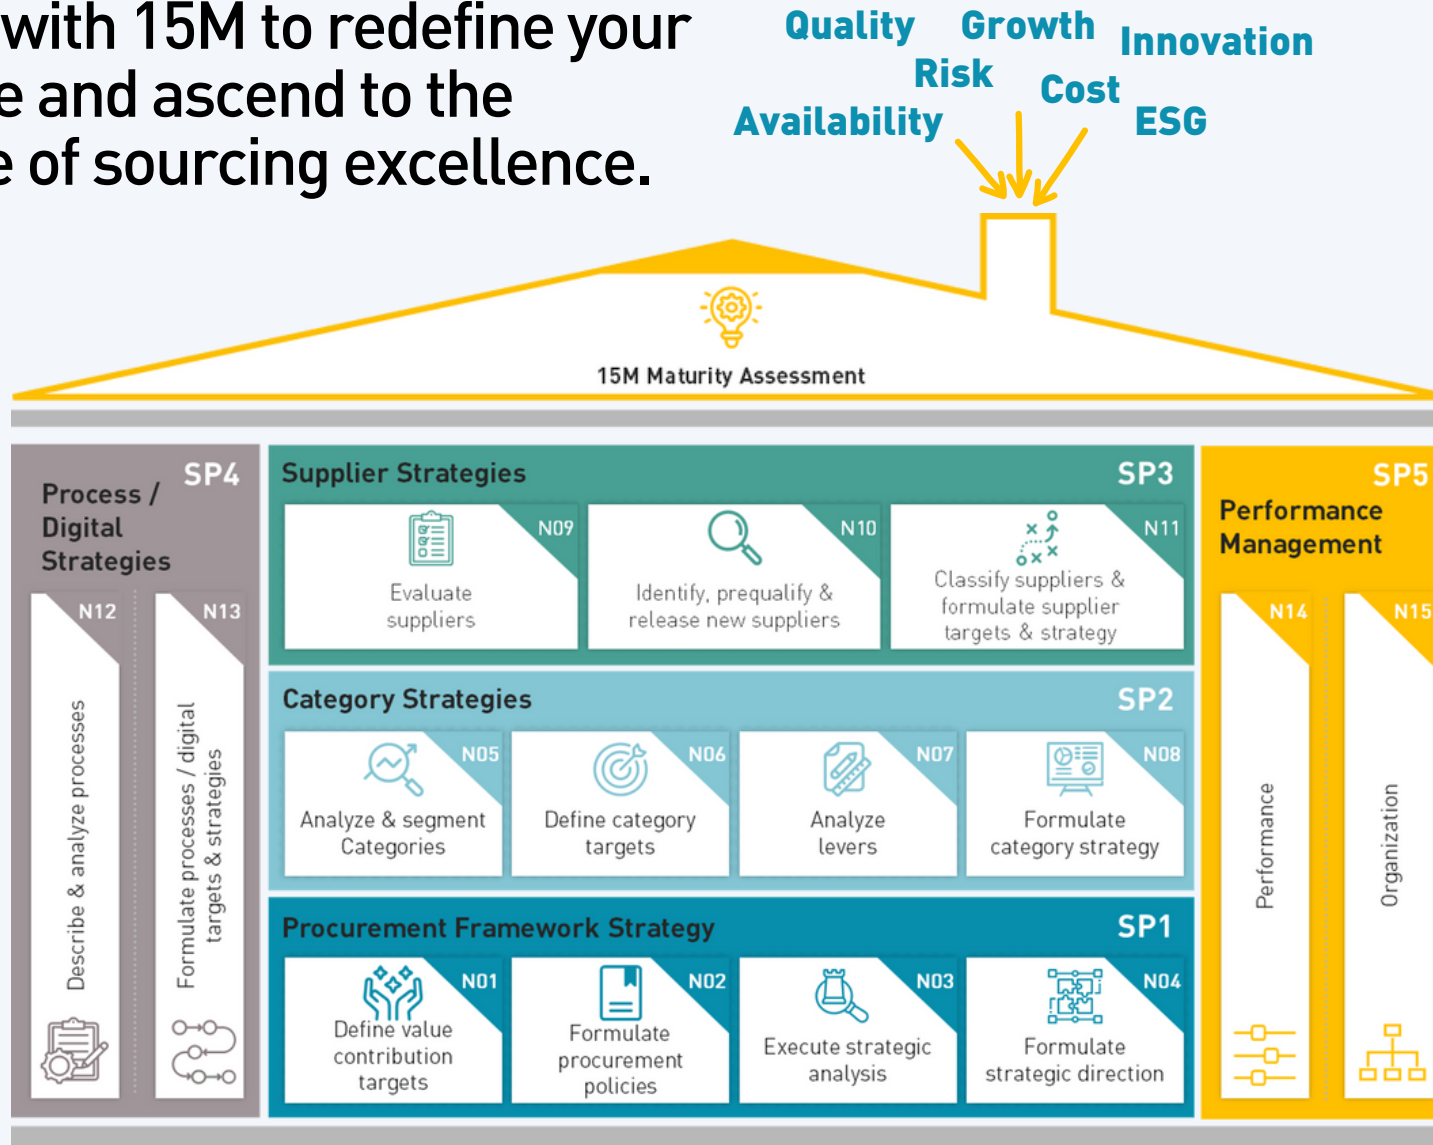 with 15M to redefine your
e and ascend to the
e of sourcing excellence.
Quality Growth Innovation
Risk Cost
Availability ESG
15M Maturity Assessment
SP4
Process /
Digital
Strategies
N12
Describe & analyze processes
N13
Formulate processes / digital
targets & strategies
Supplier Strategies SP3
N09
Evaluate
suppliers
N10
Identify, prequalify &
release new suppliers
N11
Classify suppliers &
formulate supplier
targets & strategy
Category Strategies SP2
N05
Analyze & segment
Categories
N06
Define category
targets
N07
Analyze
levers
N08
Formulate
category strategy
Procurement Framework Strategy SP1
N01
Define value
contribution
targets
N02
Formulate
procurement
policies
N03
Execute strategic
analysis
N04
Formulate
strategic direction
SP5
Performance
Management
N14
Performance
N15
Organization